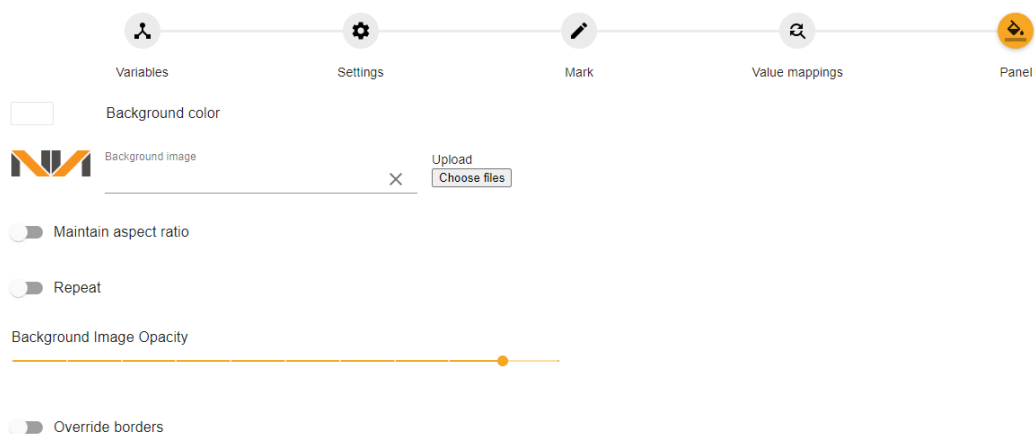 Variables Settings Mark Value mappings Panel
Background color
Background image
Upload
Choose files
Maintain aspect ratio
Repeat
Background Image Opacity
Override borders